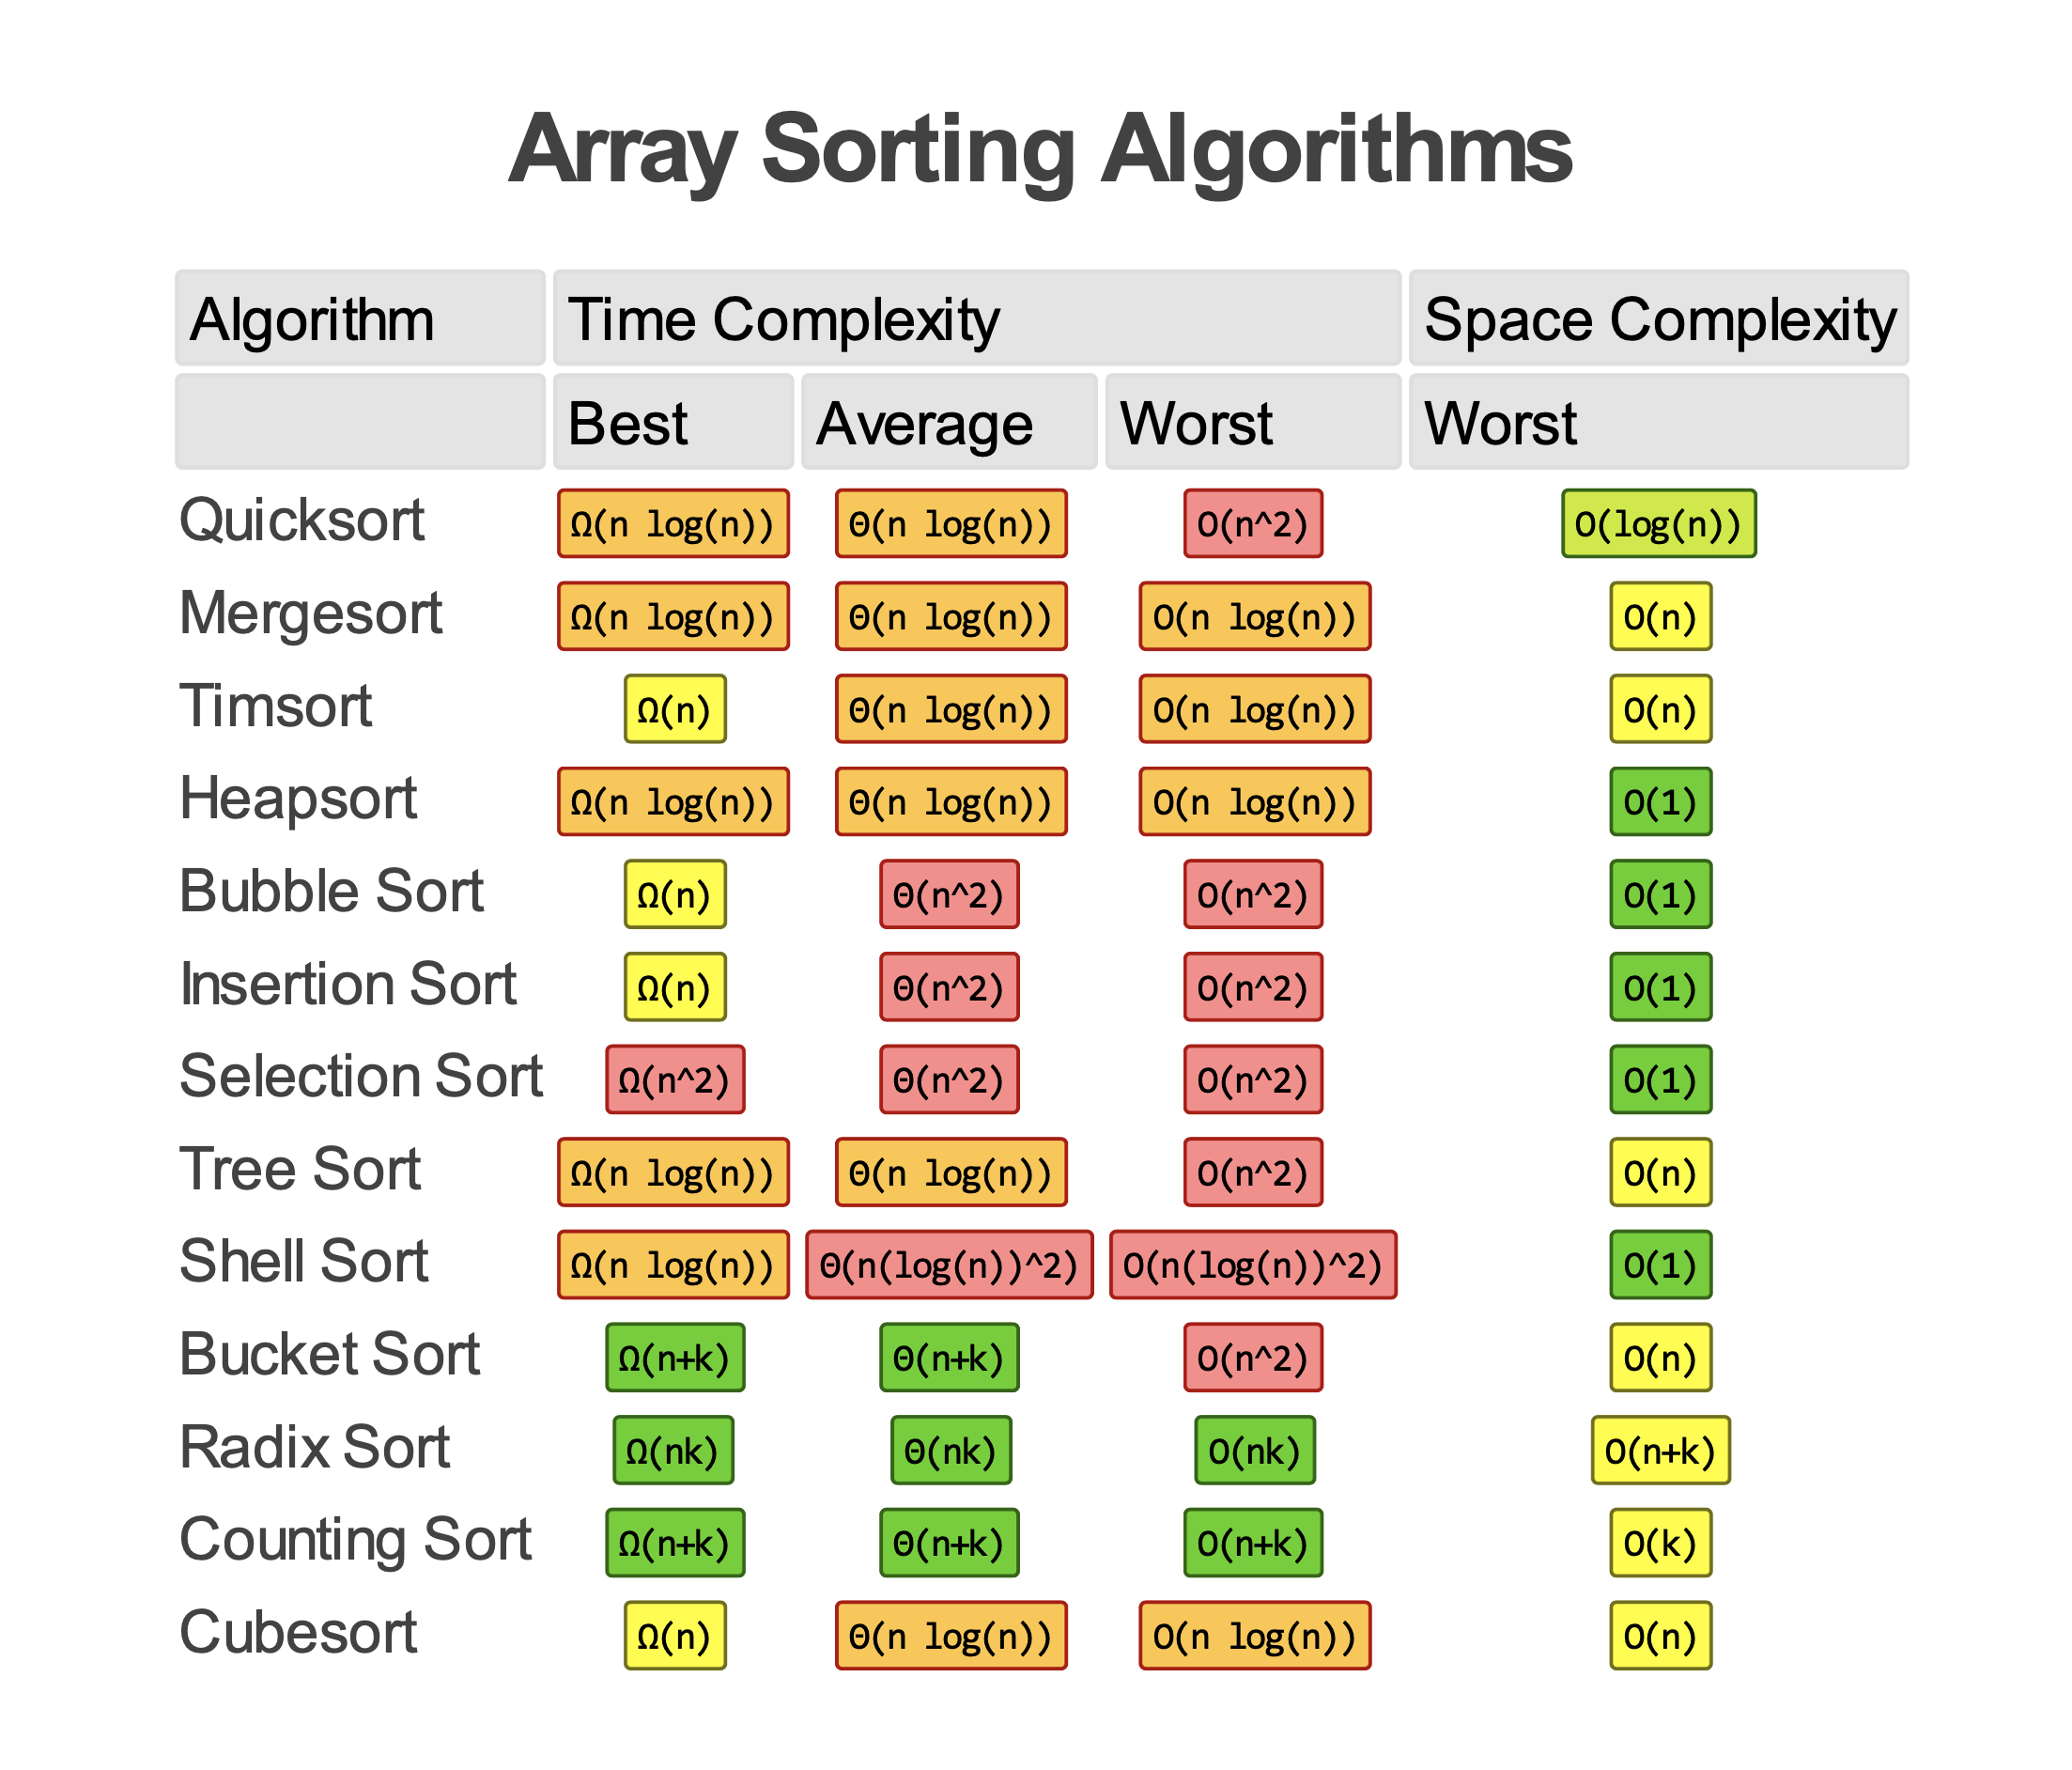 Array Sorting Algorithms
Algorithm Time Complexity Space Complexity
Best Average Worst Worst
Quicksort Ω(n log(n)) Θ(n log(n)) O(n^2) O(log(n))
Mergesort Ω(n log(n)) Θ(n log(n)) O(n log(n)) O(n)
Timsort Ω(n) Θ(n log(n)) O(n log(n)) O(n)
Heapsort Ω(n log(n)) Θ(n log(n)) O(n log(n)) O(1)
Bubble Sort Ω(n) Θ(n^2) O(n^2) O(1)
Insertion Sort Ω(n) Θ(n^2) O(n^2) O(1)
Selection Sort Ω(n^2) Θ(n^2) O(n^2) O(1)
Tree Sort Ω(n log(n)) Θ(n log(n)) O(n^2) O(n)
Shell Sort Ω(n log(n)) Θ(n(log(n))^2) O(n(log(n))^2) O(1)
Bucket Sort Ω(n+k) Θ(n+k) O(n^2) O(n)
Radix Sort Ω(nk) Θ(nk) O(nk) O(n+k)
Counting Sort Ω(n+k) Θ(n+k) O(n+k) O(k)
Cubesort Ω(n) Θ(n log(n)) O(n log(n)) O(n)